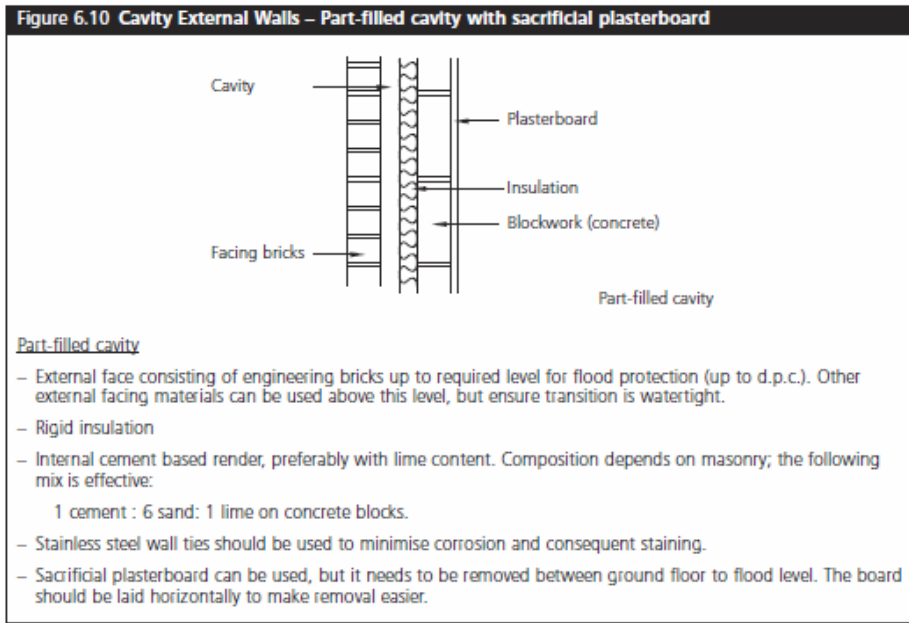 Figure 6.10 Cavity External Walls – Part-filled cavity with sacrificial plasterboard
Cavity
Plasterboard
Insulation
Blockwork (concrete)
Facing bricks
Part-filled cavity
Part-filled cavity
– External face consisting of engineering bricks up to required level for flood protection (up to d.p.c.). Other
external facing materials can be used above this level, but ensure transition is watertight.
– Rigid insulation
– Internal cement based render, preferably with lime content. Composition depends on masonry; the following
mix is effective:
1 cement : 6 sand: 1 lime on concrete blocks.
– Stainless steel wall ties should be used to minimise corrosion and consequent staining.
– Sacrificial plasterboard can be used, but it needs to be removed between ground floor to flood level. The board
should be laid horizontally to make removal easier.